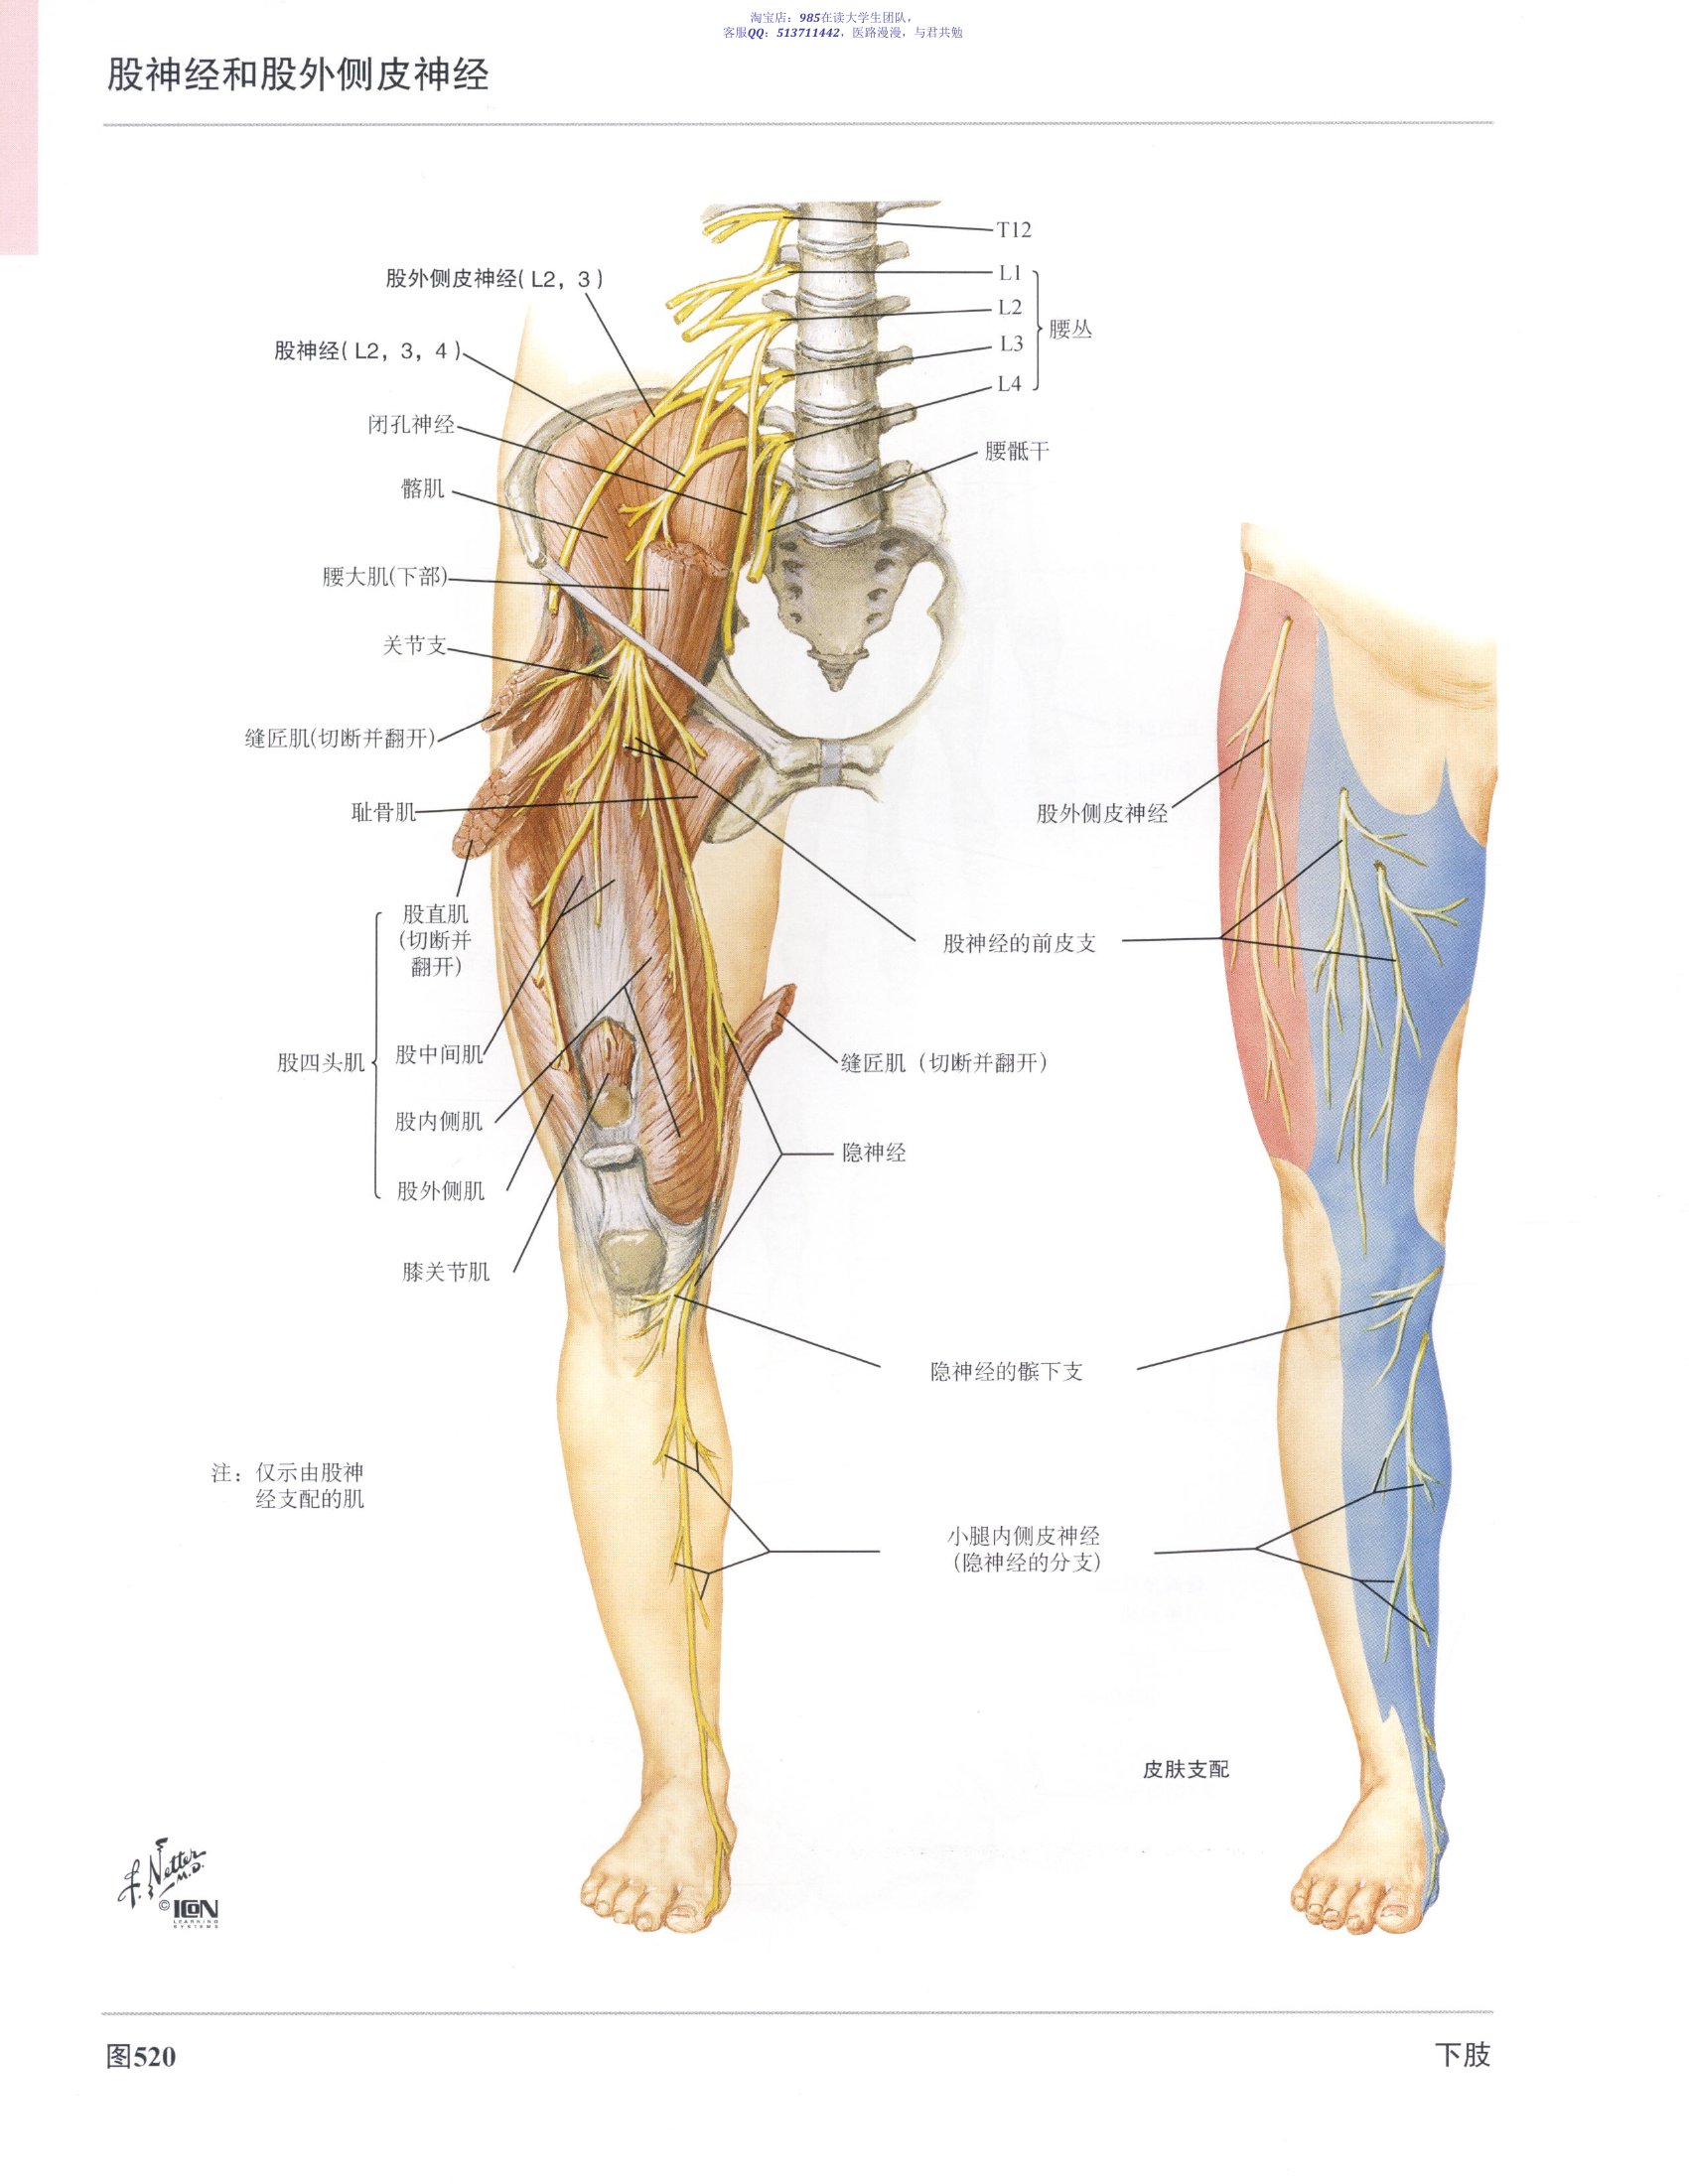 淘宝店：985在读大学生团队，
客服QQ：513711442，医路漫漫，与君共勉
股神经和股外侧皮神经
T12
L1
L2
L3
L4
腰丛
腰骶干
股外侧皮神经( L2，3 )
股神经( L2，3，4 )
闭孔神经
髂肌
腰大肌(下部)
关节支
缝匠肌(切断并翻开)
耻骨肌
股直肌
(切断并
翻开)
股四头肌
股中间肌
股内侧肌
股外侧肌
膝关节肌
股外侧皮神经
股神经的前皮支
缝匠肌（切断并翻开）
隐神经
隐神经的髌下支
注：仅示由股神
经支配的肌
小腿内侧皮神经
(隐神经的分支)
皮肤支配
F. Netter
M.D.
© ICON
LEARNING
SYSTEMS
图520
下肢